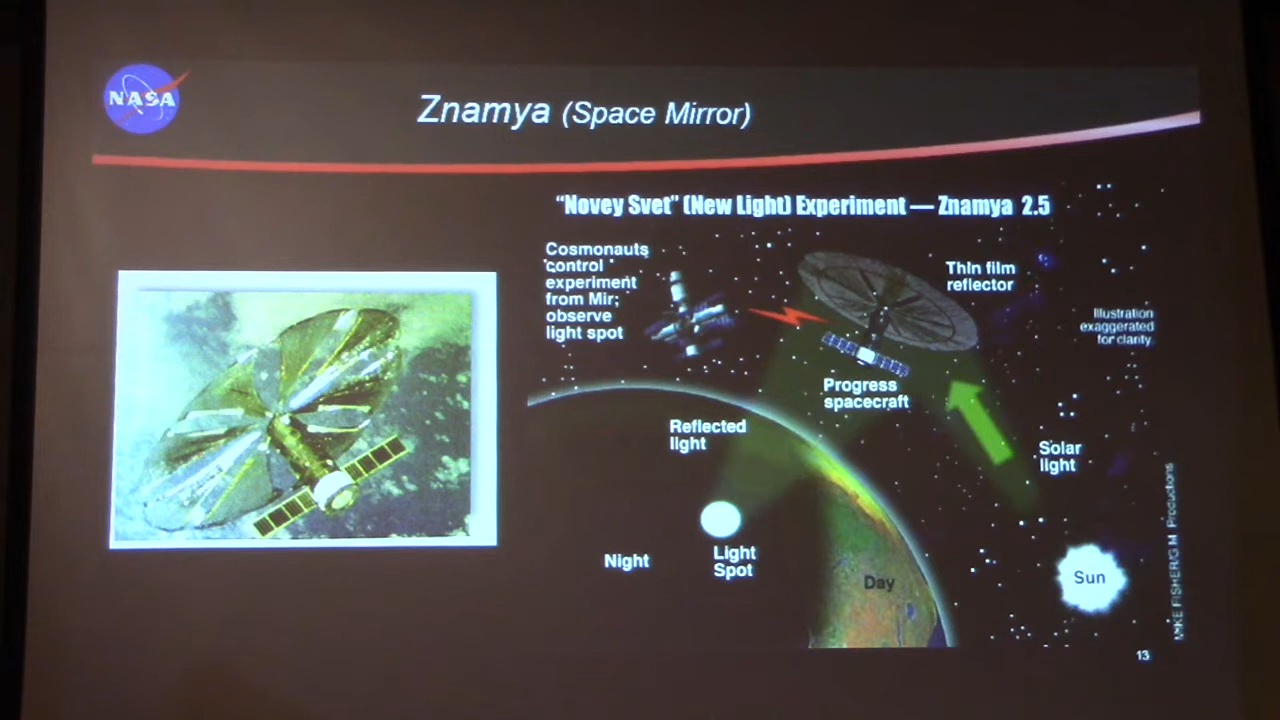 NASA
Znamya (Space Mirror)
“Novey Svet” (New Light) Experiment — Znamya 2.5
Cosmonauts
control
experiment
from Mir;
observe
light spot
Thin film
reflector
Illustration
exaggerated
for clarity
Progress
spacecraft
Reflected
light
Solar
light
Night
Light
Spot
Day
Sun
MIKE FISHER/G.M. Productions
13